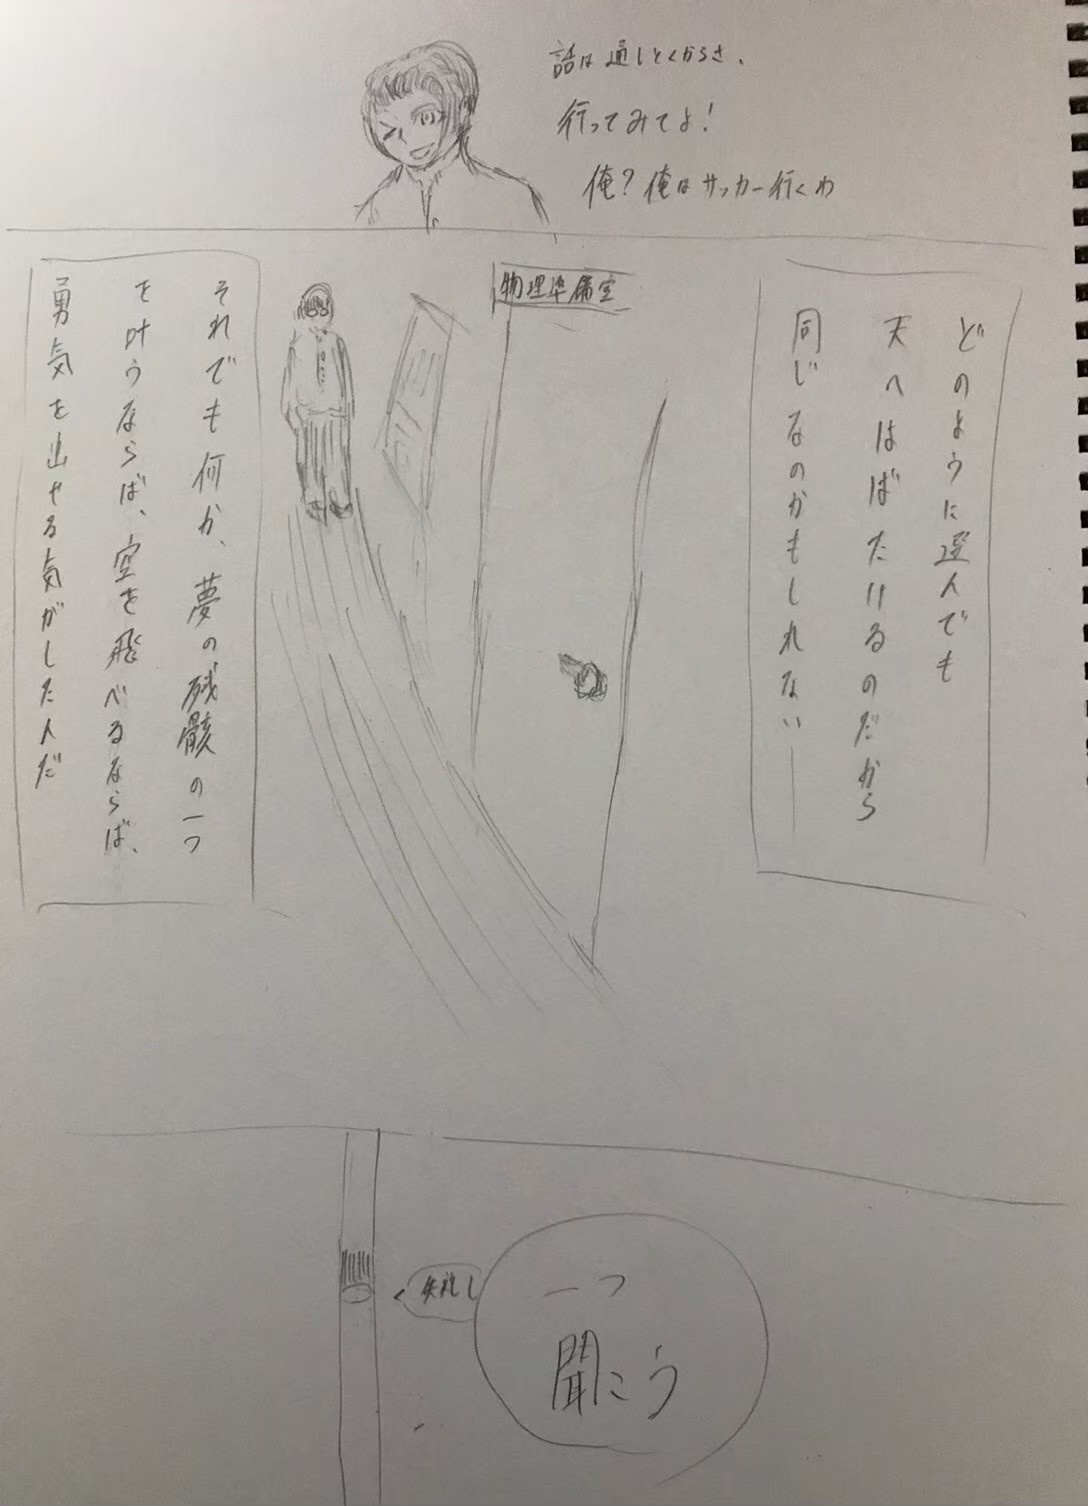 話は通しとくからさ、
行ってみてよ！
俺？俺はサッカー行くわ
どのように選んでも
天へはばたけるのだから
同じなのかもしれない――
物理準備室
それでも何か、夢の残骸の一つ
を叶うならば、空を飛べるならば、
勇気を出せる気がした人だ
一つ
聞こう
失礼し